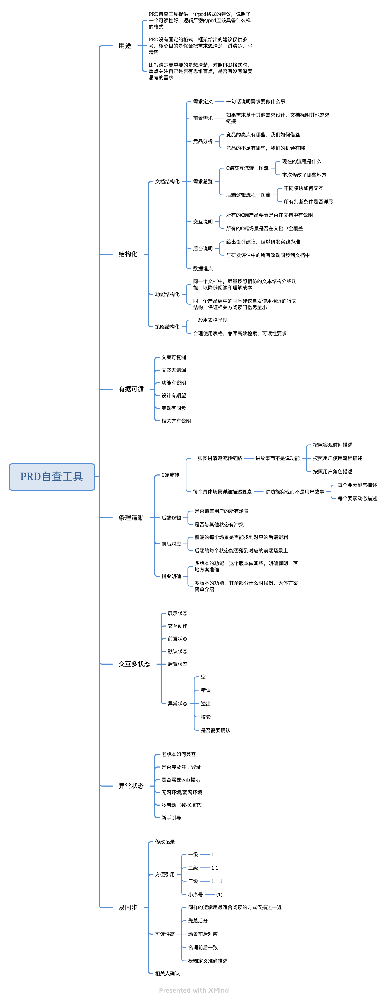 PRD自查工具
用途
PRD自查工具提供一个prd格式的建议，说明了
一个可读性好、逻辑严密的prd应该具备什么样
的格式
PRD没有固定的格式，框架给出的建议仅供参
考，核心目的是保证把需求想清楚、讲清楚、写
清楚
比写清楚更重要的是想清楚，对照PRD格式时，
重点关注自己是否有思维盲点，是否有没有深度
思考的需求
结构化
文档结构化
需求定义
一句话说明需求要做什么事
前置需求
如果需求基于其他需求设计，文档标明其他需求
链接
竞品分析
竞品的亮点有哪些，我们如何借鉴
竞品的不足有哪些，我们的机会在哪
需求总览
C端交互流转一图流
现在的流程是什么
本次修改了哪些地方
后端逻辑流程一图流
不同模块如何交互
所有判断条件是否详尽
交互说明
所有的C端产品要素是否在文档中有说明
所有的C端场景是否在文档中全覆盖
后台说明
给出设计建议，但以研发实践为准
与研发评估中的所有改动同步到文档中
数据埋点
功能结构化
同一个文档中，尽量按照相仿的文本结构介绍功
能，以降低阅读和理解成本
同一个产品组中的同学建议自发使用相近的行文
结构，保证相关方阅读门槛尽量小
策略结构化
一般用表格呈现
合理使用表格，兼顾高效检索、可读性要求
有据可循
文案可复制
文案无遗漏
功能有说明
设计有期望
变动有同步
相关方有说明
条理清晰
C端流转
一张图讲清楚流转链路
讲故事而不是说功能
按照客观时间描述
按照用户使用流程描述
按照用户角色描述
每个具体场景详细描述要素
讲功能实现而不是用户故事
每个要素静态描述
每个要素动态描述
后端逻辑
是否覆盖用户的所有场景
是否与其他状态有冲突
前后对应
前端的每个场景是否能找到对应的后端逻辑
后端的每个状态能否落到对应的前端场景上
指令明确
多版本的功能，这个版本做哪些，明确标明，落
地方案准确
多版本的功能，其余部分什么时候做、大体方案
简单介绍
交互多状态
展示状态
交互动作
前置状态
默认状态
后置状态
异常状态
空
错误
溢出
校验
是否需要确认
异常状态
老版本如何兼容
是否涉及注册登录
是否需要wifi提示
无网环境/弱网环境
冷启动（数据填充）
新手引导
易同步
修改记录
方便引用
一级
1
二级
1.1
三级
1.1.1
小序号
(1)
可读性高
同样的逻辑用最适合阅读的方式仅描述一遍
先总后分
场景前后对应
名词前后一致
模糊定义准确描述
相关人确认
Presented with XMind